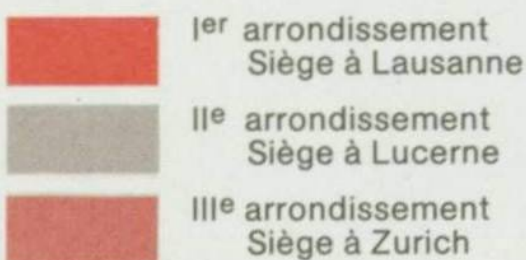 Ier arrondissement
Siège à Lausanne
IIe arrondissement
Siège à Lucerne
IIIe arrondissement
Siège à Zurich